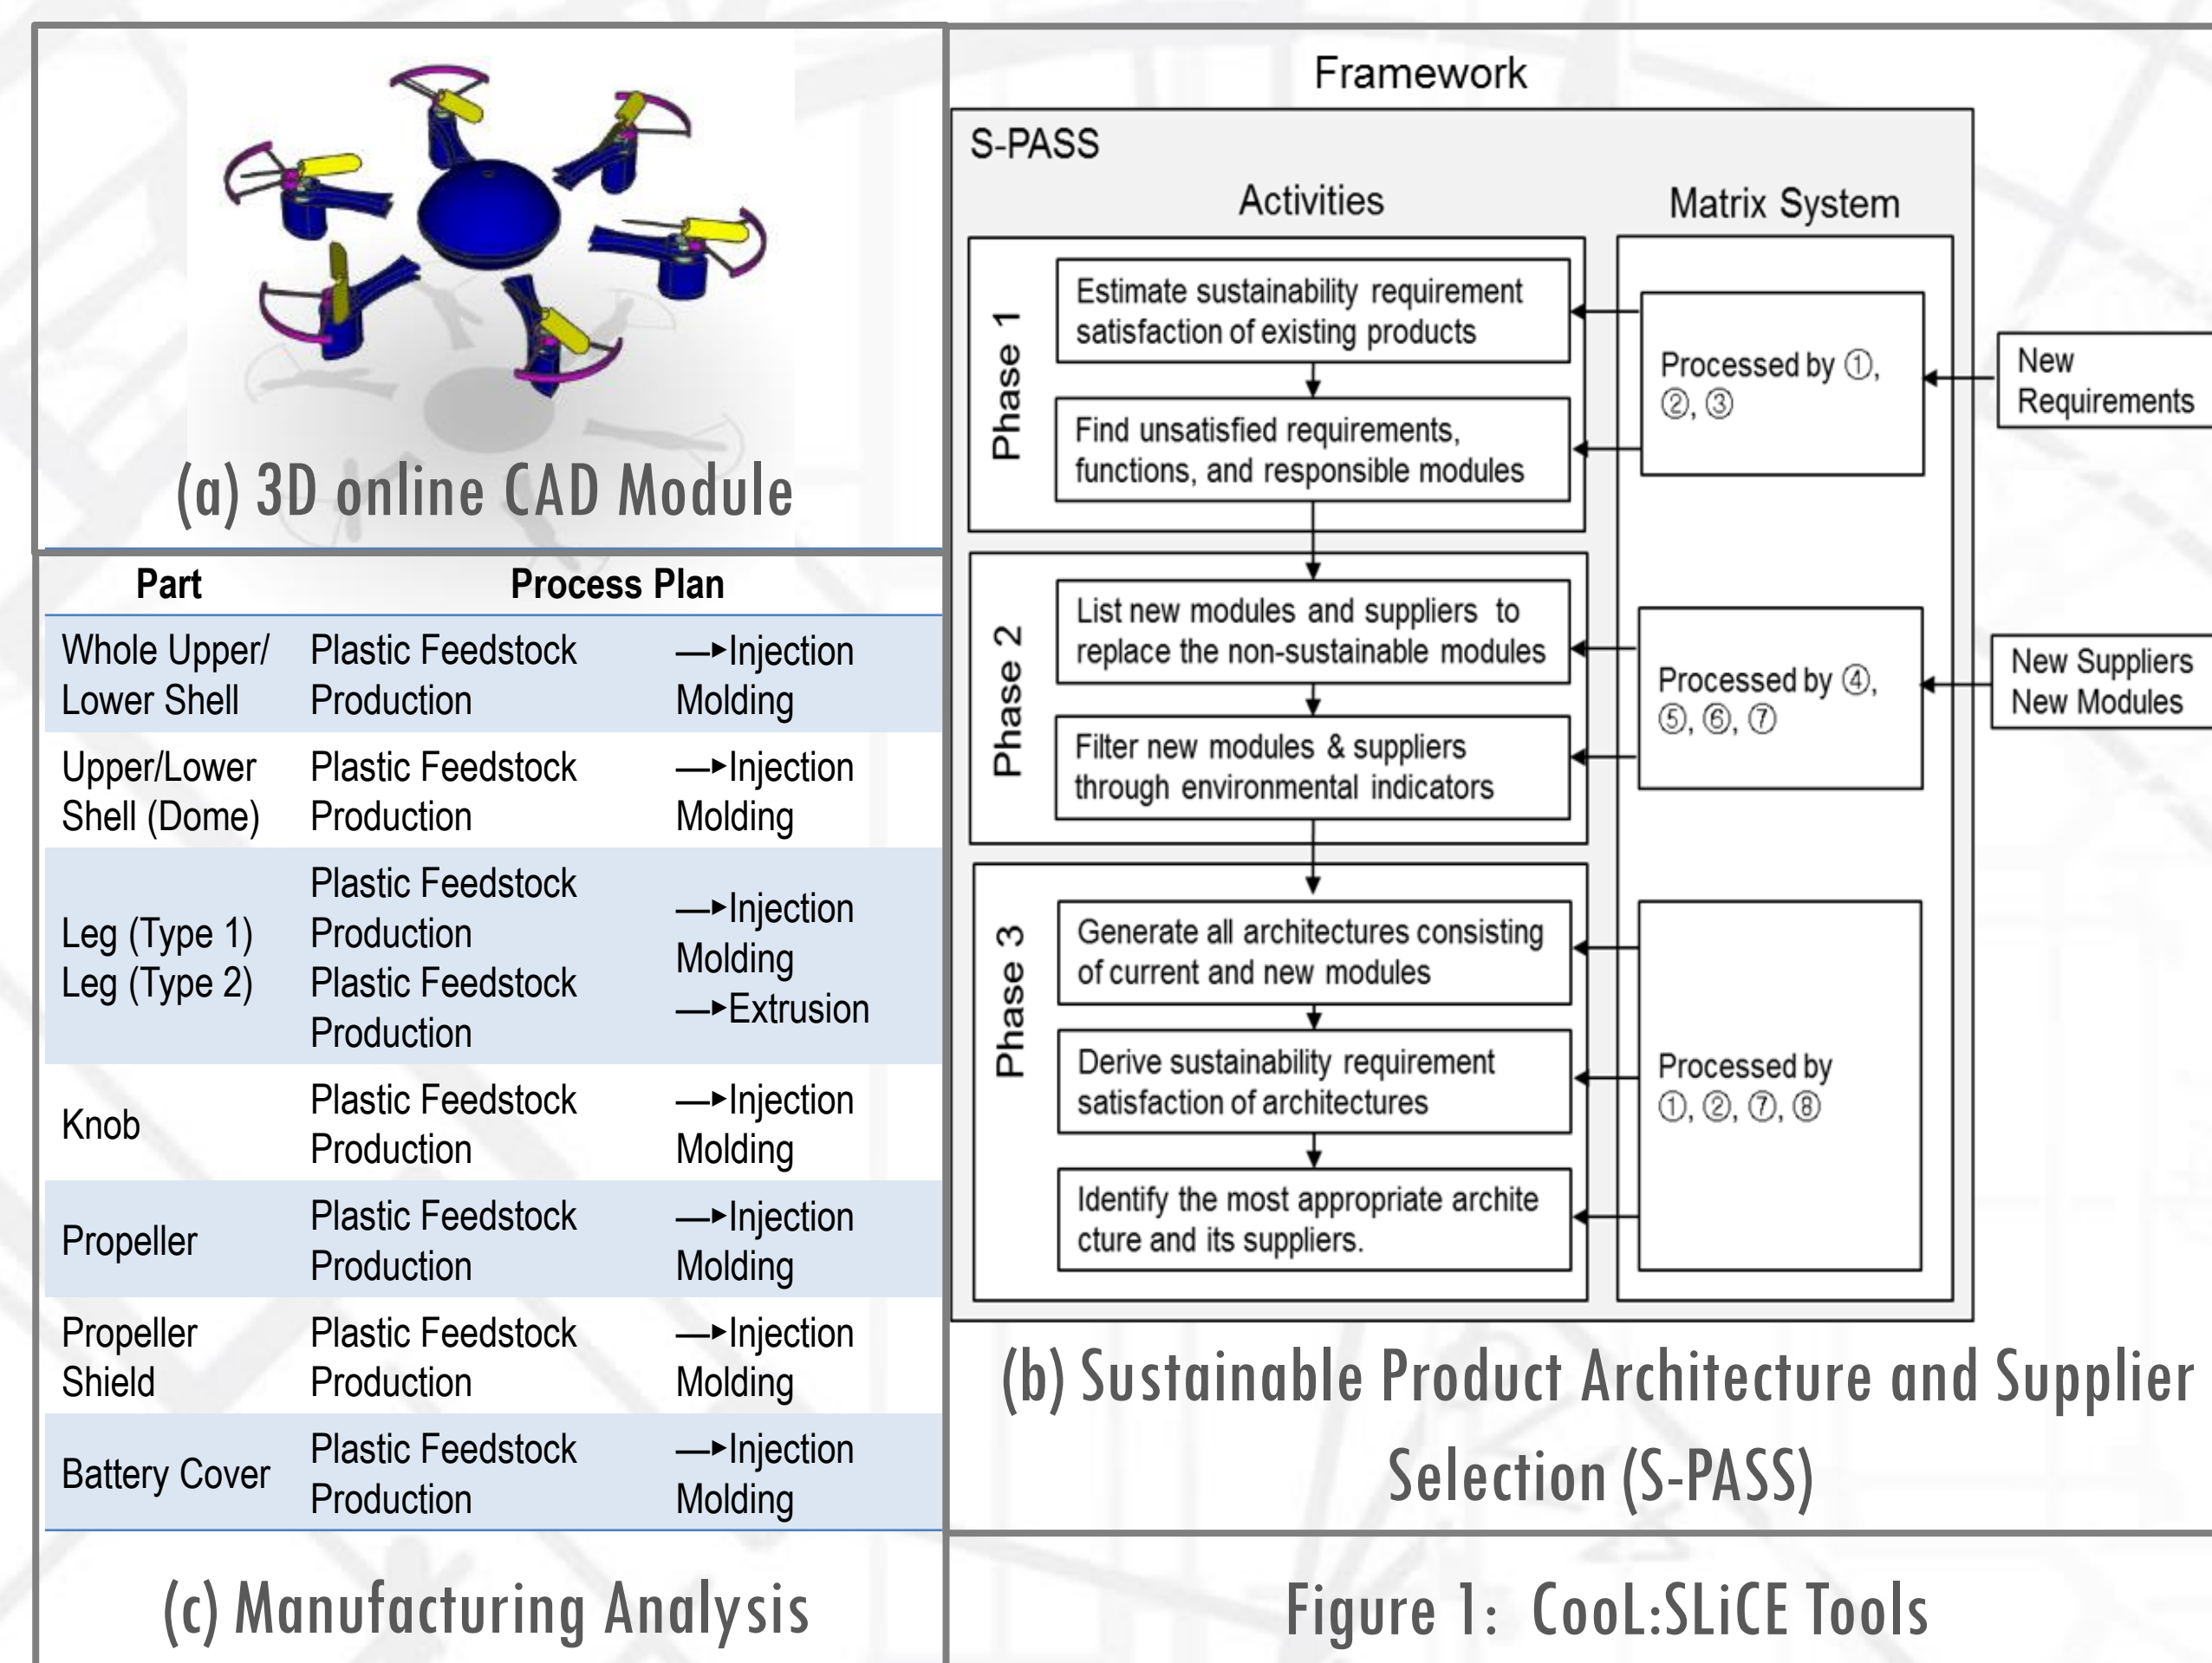 (a) 3D online CAD Module
Part Process Plan
Whole Upper/ Plastic Feedstock —►Injection
Lower Shell Production Molding
Upper/Lower Plastic Feedstock —►Injection
Shell (Dome) Production Molding
Plastic Feedstock
—►Injection
Leg (Type 1) Production
Molding
Leg (Type 2) Plastic Feedstock
—►Extrusion
Production
Plastic Feedstock —►Injection
Knob
Production Molding
Plastic Feedstock —►Injection
Propeller
Production Molding
Propeller Plastic Feedstock —►Injection
Shield Production Molding
Plastic Feedstock —►Injection
Battery Cover
Production Molding
(c) Manufacturing Analysis
Framework
S-PASS
Activities
Matrix System
Phase 1
Estimate sustainability requirement
satisfaction of existing products
Find unsatisfied requirements,
functions, and responsible modules
Processed by ①,
②, ③
New
Requirements
Phase 2
List new modules and suppliers to
replace the non-sustainable modules
Filter new modules & suppliers
through environmental indicators
Processed by ④,
⑤, ⑥, ⑦
New Suppliers
New Modules
Phase 3
Generate all architectures consisting
of current and new modules
Derive sustainability requirement
satisfaction of architectures
Identify the most appropriate archite
cture and its suppliers.
Processed by
①, ②, ⑦, ⑧
(b) Sustainable Product Architecture and Supplier
Selection (S-PASS)
Figure 1: CooL:SLiCE Tools